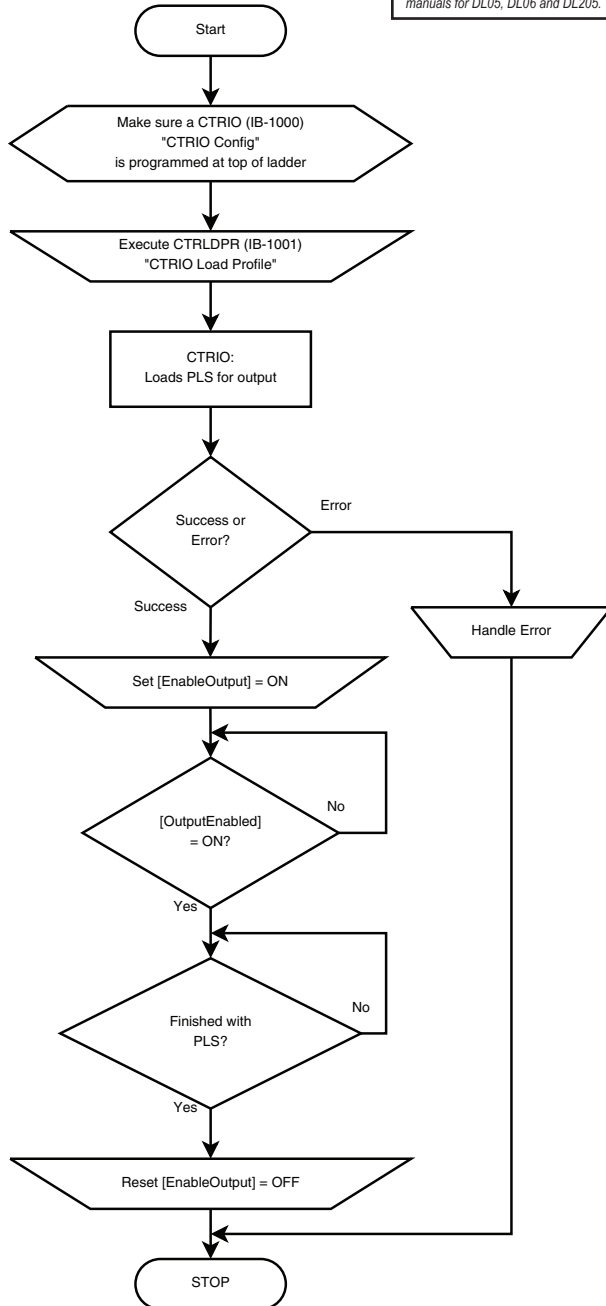 manuals for DL05, DL06 and DL205.
Start
Make sure a CTRIO (IB-1000)
"CTRIO Config"
is programmed at top of ladder
Execute CTRLDPR (IB-1001)
"CTRIO Load Profile"
CTRIO:
Loads PLS for output
Success or
Error?
Error
Success
Handle Error
Set [EnableOutput] = ON
[OutputEnabled]
= ON?
No
Yes
Finished with
PLS?
No
Yes
Reset [EnableOutput] = OFF
STOP